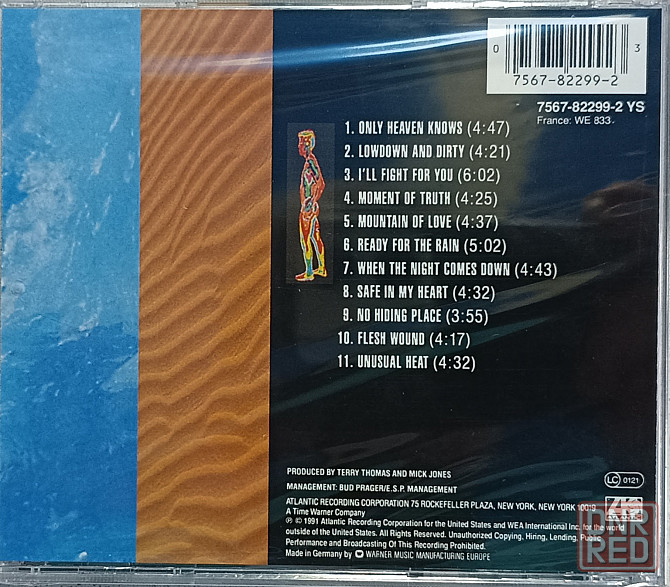 0 3
7567-82299-2
7567-82299-2 YS
France: WE 833
1. ONLY HEAVEN KNOWS (4:47)
2. LOWDOWN AND DIRTY (4:21)
3. I'LL FIGHT FOR YOU (6:02)
4. MOMENT OF TRUTH (4:25)
5. MOUNTAIN OF LOVE (4:37)
6. READY FOR THE RAIN (5:02)
7. WHEN THE NIGHT COMES DOWN (4:43)
8. SAFE IN MY HEART (4:32)
9. NO HIDING PLACE (3:55)
10. FLESH WOUND (4:17)
11. UNUSUAL HEAT (4:32)
PRODUCED BY TERRY THOMAS AND MICK JONES
LC 0121
MANAGEMENT: BUD PRAGER/E.S.P. MANAGEMENT
ATLANTIC RECORDING CORPORATION 75 ROCKEFELLER PLAZA, NEW YORK, NEW YORK 10019
A Time Warner Company
℗ © 1991 Atlantic Recording Corporation for the United States and WEA International Inc. for the world
outside of the United States. All Rights Reserved. Unauthorized Copying, Hiring, Lending, Public
Performance and Broadcasting Of This Recording Prohibited.
Made in Germany by WARNER MUSIC MANUFACTURING EUROPE
RED